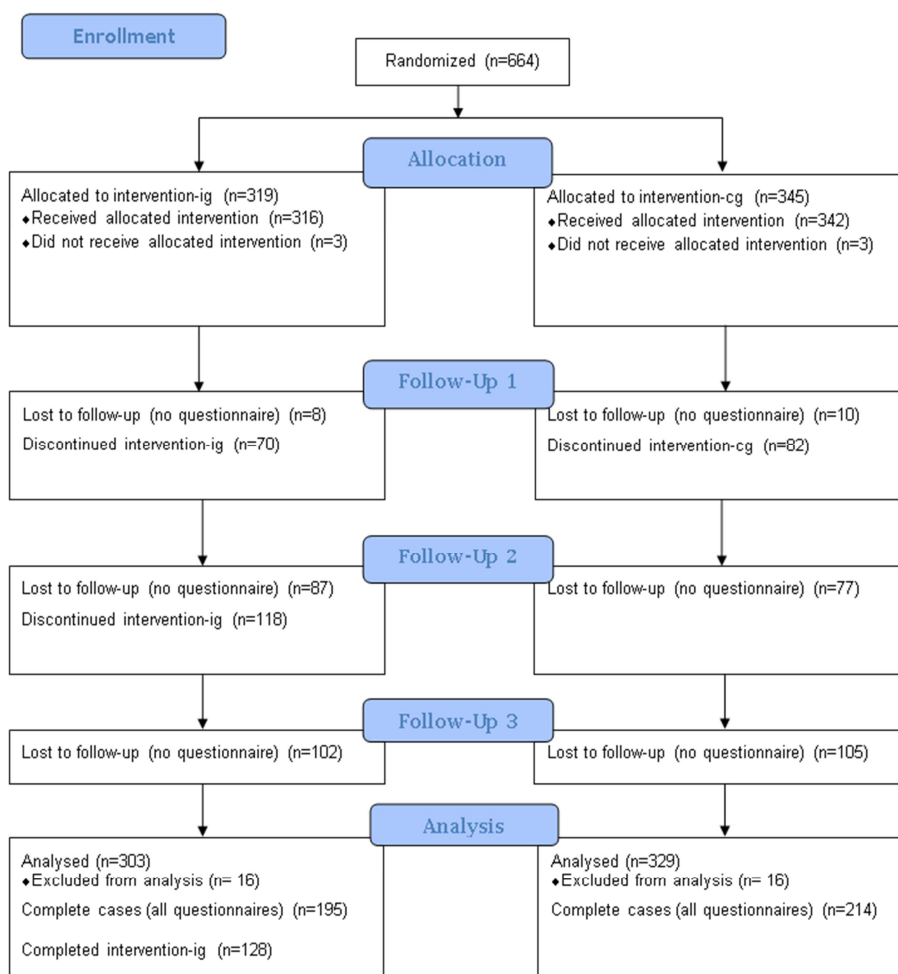 Enrollment
Randomized (n=664)
Allocation
Allocated to intervention-ig (n=319)
◆Received allocated intervention (n=316)
◆Did not receive allocated intervention (n=3)
Allocated to intervention-cg (n=345)
◆Received allocated intervention (n=342)
◆Did not receive allocated intervention (n=3)
Follow-Up 1
Lost to follow-up (no questionnaire) (n=8)
Discontinued intervention-ig (n=70)
Lost to follow-up (no questionnaire) (n=10)
Discontinued intervention-cg (n=82)
Follow-Up 2
Lost to follow-up (no questionnaire) (n=87)
Discontinued intervention-ig (n=118)
Lost to follow-up (no questionnaire) (n=77)
Follow-Up 3
Lost to follow-up (no questionnaire) (n=102)
Lost to follow-up (no questionnaire) (n=105)
Analysis
Analysed (n=303)
◆Excluded from analysis (n= 16)
Complete cases (all questionnaires) (n=195)
Completed intervention-ig (n=128)
Analysed (n=329)
◆Excluded from analysis (n= 16)
Complete cases (all questionnaires) (n=214)